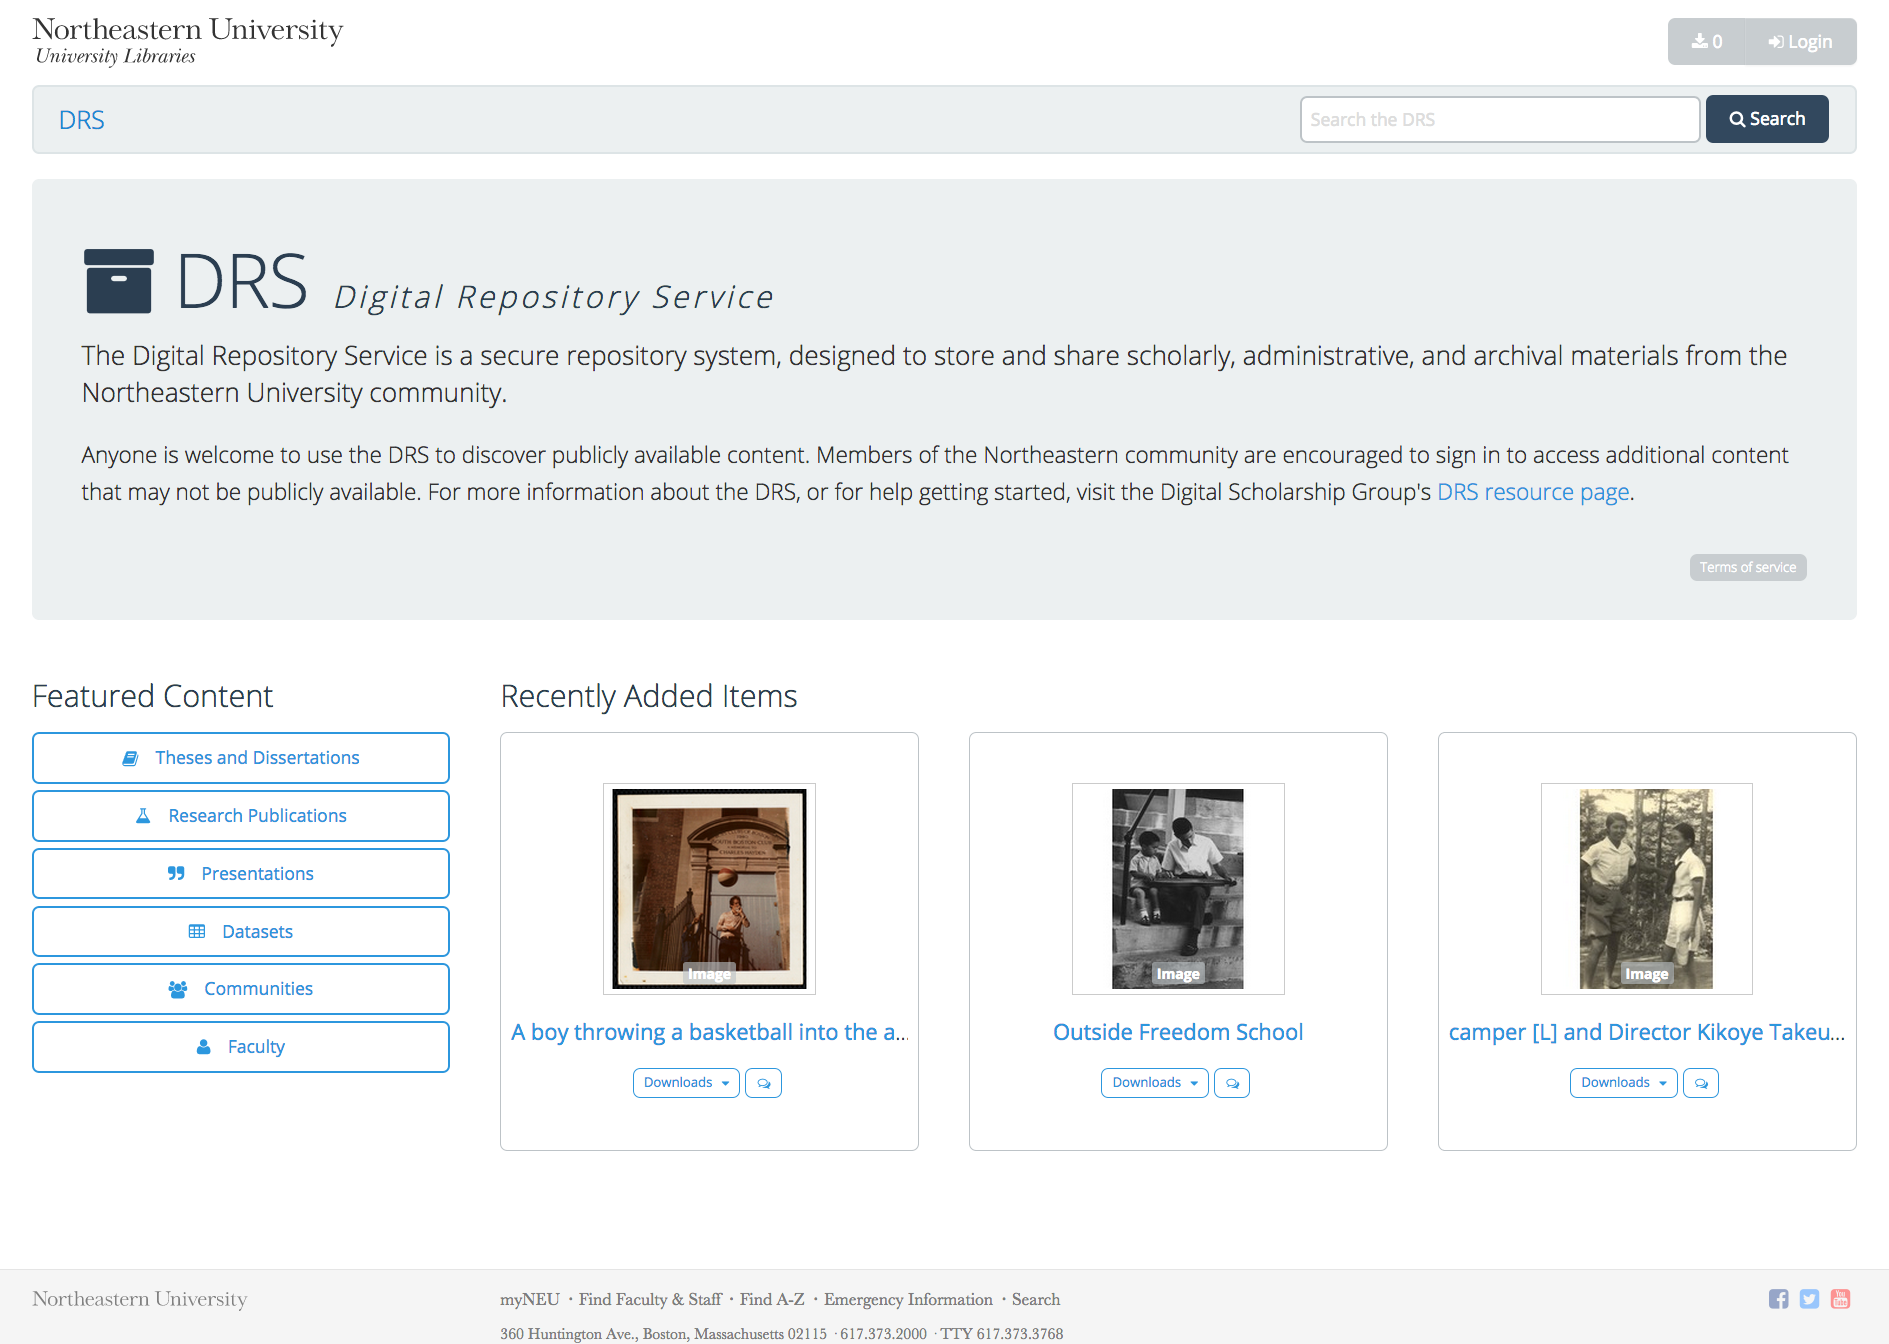 Northeastern University
University Libraries
0
Login
DRS
Search the DRS
Search
DRS Digital Repository Service
The Digital Repository Service is a secure repository system, designed to store and share scholarly, administrative, and archival materials from the
Northeastern University community.
Anyone is welcome to use the DRS to discover publicly available content. Members of the Northeastern community are encouraged to sign in to access additional content
that may not be publicly available. For more information about the DRS, or for help getting started, visit the Digital Scholarship Group's DRS resource page.
Terms of service
Featured Content
Theses and Dissertations
Research Publications
Presentations
Datasets
Communities
Faculty
Recently Added Items
SOUTH BOSTON CLUB
CHARLES HAYDEN
Image
A boy throwing a basketball into the a...
Downloads
Image
Outside Freedom School
Downloads
Image
camper [L] and Director Kikoye Takeu...
Downloads
Northeastern University
myNEU · Find Faculty & Staff · Find A-Z · Emergency Information · Search
360 Huntington Ave., Boston, Massachusetts 02115 · 617.373.2000 · TTY 617.373.3768
You
Tube